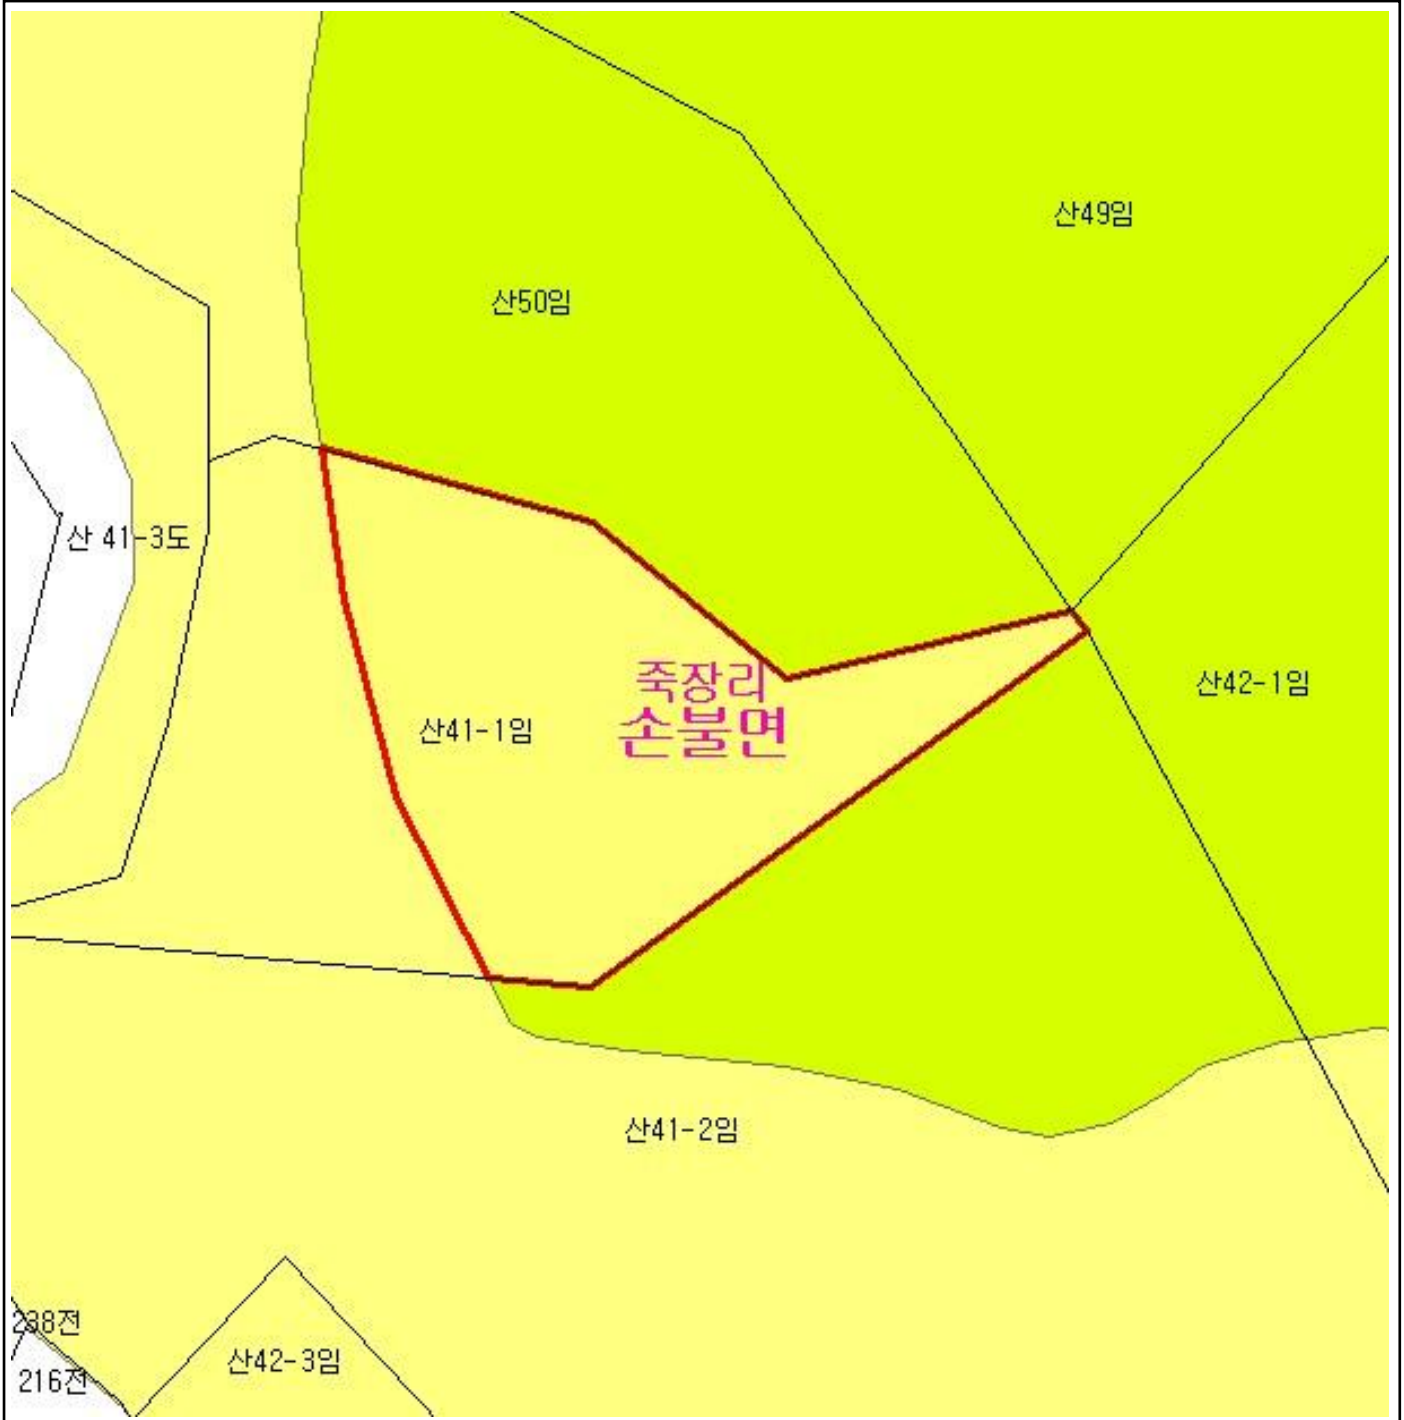 산49임
산50임
산 41-3도
죽장리
산42-1임
산41-1임
손불면
산41-2임
238전
산42-3임
216전